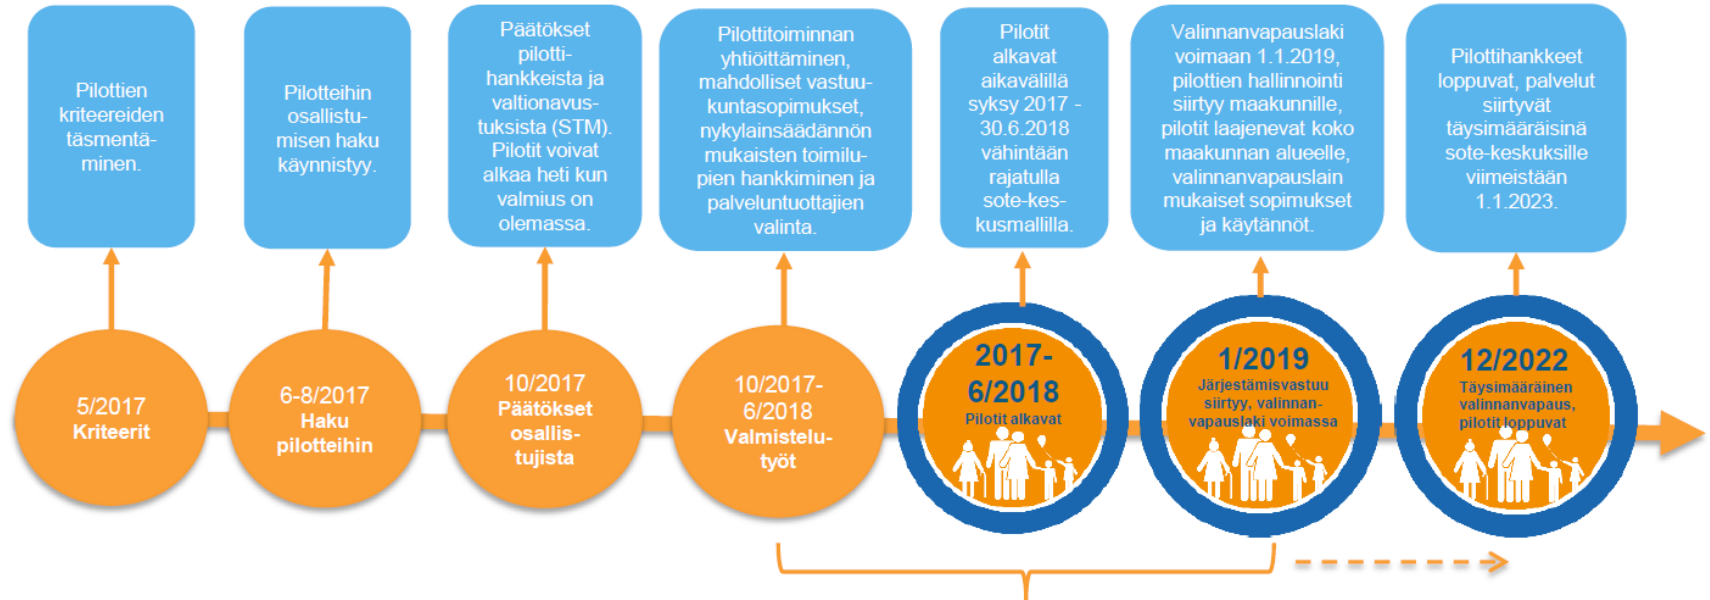 Pilottien
kriteereiden
täsmentä-
minen.
Pilotteihin
osallistu-
misen haku
käynnistyy.
Päätökset
pilotti-
hankkeista ja
valtionavus-
tuksista (STM).
Pilotit voivat
alkaa heti kun
valmius on
olemassa.
Pilottitoiminnan
yhtiöittäminen,
mahdolliset vastuu-
kuntasopimukset,
nykylainsäädännön
mukaisten toimilu-
pien hankkiminen ja
palveluntuottajien
valinta.
Pilotit
alkavat
aikavälillä
syksy 2017 -
30.6.2018
vähintään
rajatulla
sote-kes-
kusmallilla.
Valinnanvapauslaki
voimaan 1.1.2019,
pilottien hallinnointi
siirtyy maakunnille,
pilotit laajenevat koko
maakunnan alueelle,
valinnanvapauslain
mukaiset sopimukset
ja käytännöt.
Pilottihankkeet
loppuvat, palvelut
siirtyvät
täysimääräisinä
sote-keskuksille
viimeistään
1.1.2023.
5/2017
Kriteerit
6-8/2017
Haku
pilotteihin
10/2017
Päätökset
osallis-
tujista
10/2017-
6/2018
Valmistelu-
työt
2017-
6/2018
Pilotit alkavat
1/2019
Järjestämisvastuu
siirtyy, valinnan-
vapauslaki voimassa
12/2022
Täysimääräinen
valinnanvapaus,
pilotit loppuvat